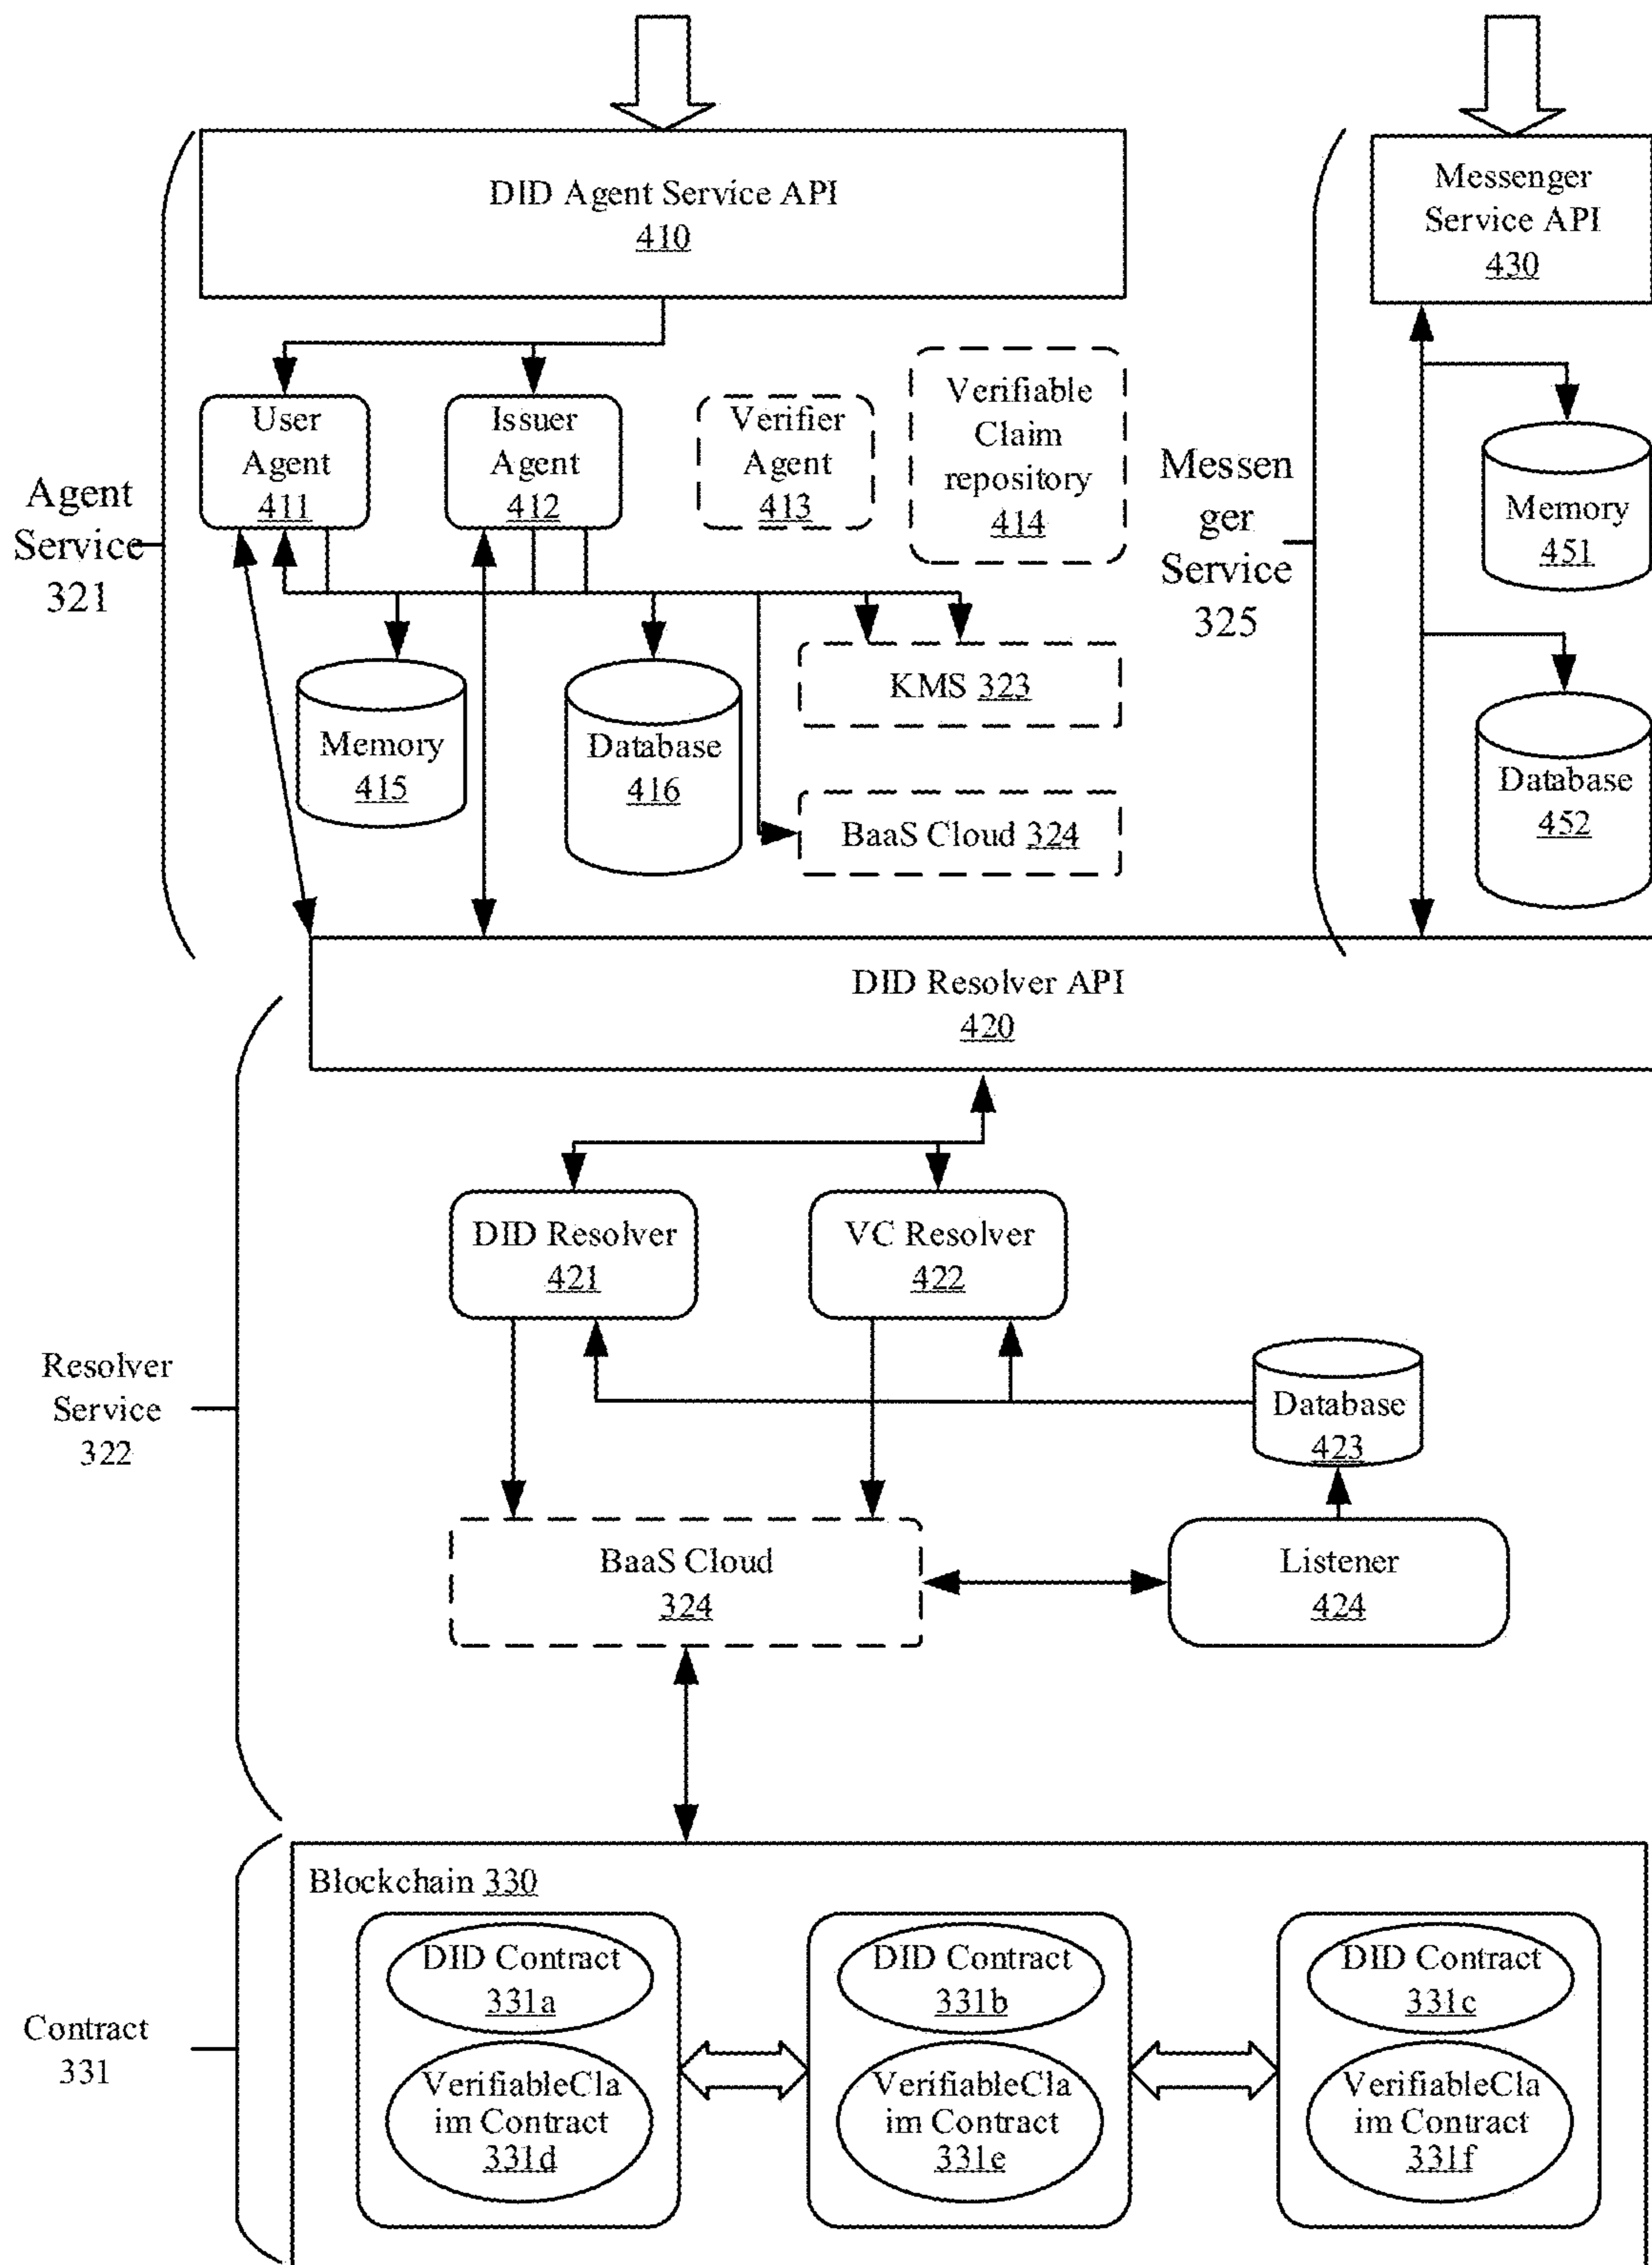 DID Agent Service API
410
Messenger
Service API
430
User
Agent
411
Issuer
Agent
412
Verifier
Agent
413
Verifiable
Claim
repository
414
Agent
Service
321
Messen
ger
Service
325
Memory
451
KMS 323
Memory
415
Database
416
BaaS Cloud 324
Database
452
DID Resolver API
420
DID Resolver
421
VC Resolver
422
Resolver
Service
322
Database
423
BaaS Cloud
324
Listener
424
Blockchain 330
DID Contract
331a
DID Contract
331b
DID Contract
331c
Contract
331
VerifiableCla
im Contract
331d
VerifiableCla
im Contract
331e
VerifiableCla
im Contract
331f